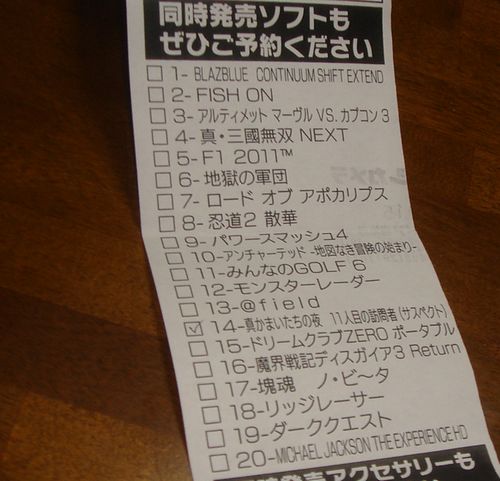 同時発売ソフトも
ぜひご予約ください
1- BLAZBLUE CONTINUUM SHIFT EXTEND
2- FISH ON
3- アルティメット マーヴル VS. カプコン 3
4- 真・三國無双 NEXT
5- F1 2011™
6- 地獄の軍団
7- ロード オブ アポカリプス
8- 忍道2 散華
9- パワースマッシュ4
10- アンチャーテッド -地図なき冒険の始まり-
11-みんなのGOLF 6
12-モンスターレーダー
13-@field
14-真かまいたちの夜 11人目の訪問者(サスペクト)
15-ドリームクラブZERO ポータブル
16-魔界戦記ディスガイア3 Return
17-塊魂 ノ・ビ~タ
18-リッジレーサー
19-ダーククエスト
20-MICHAEL JACKSON THE EXPERIENCE HD
時発売アクセサリーも